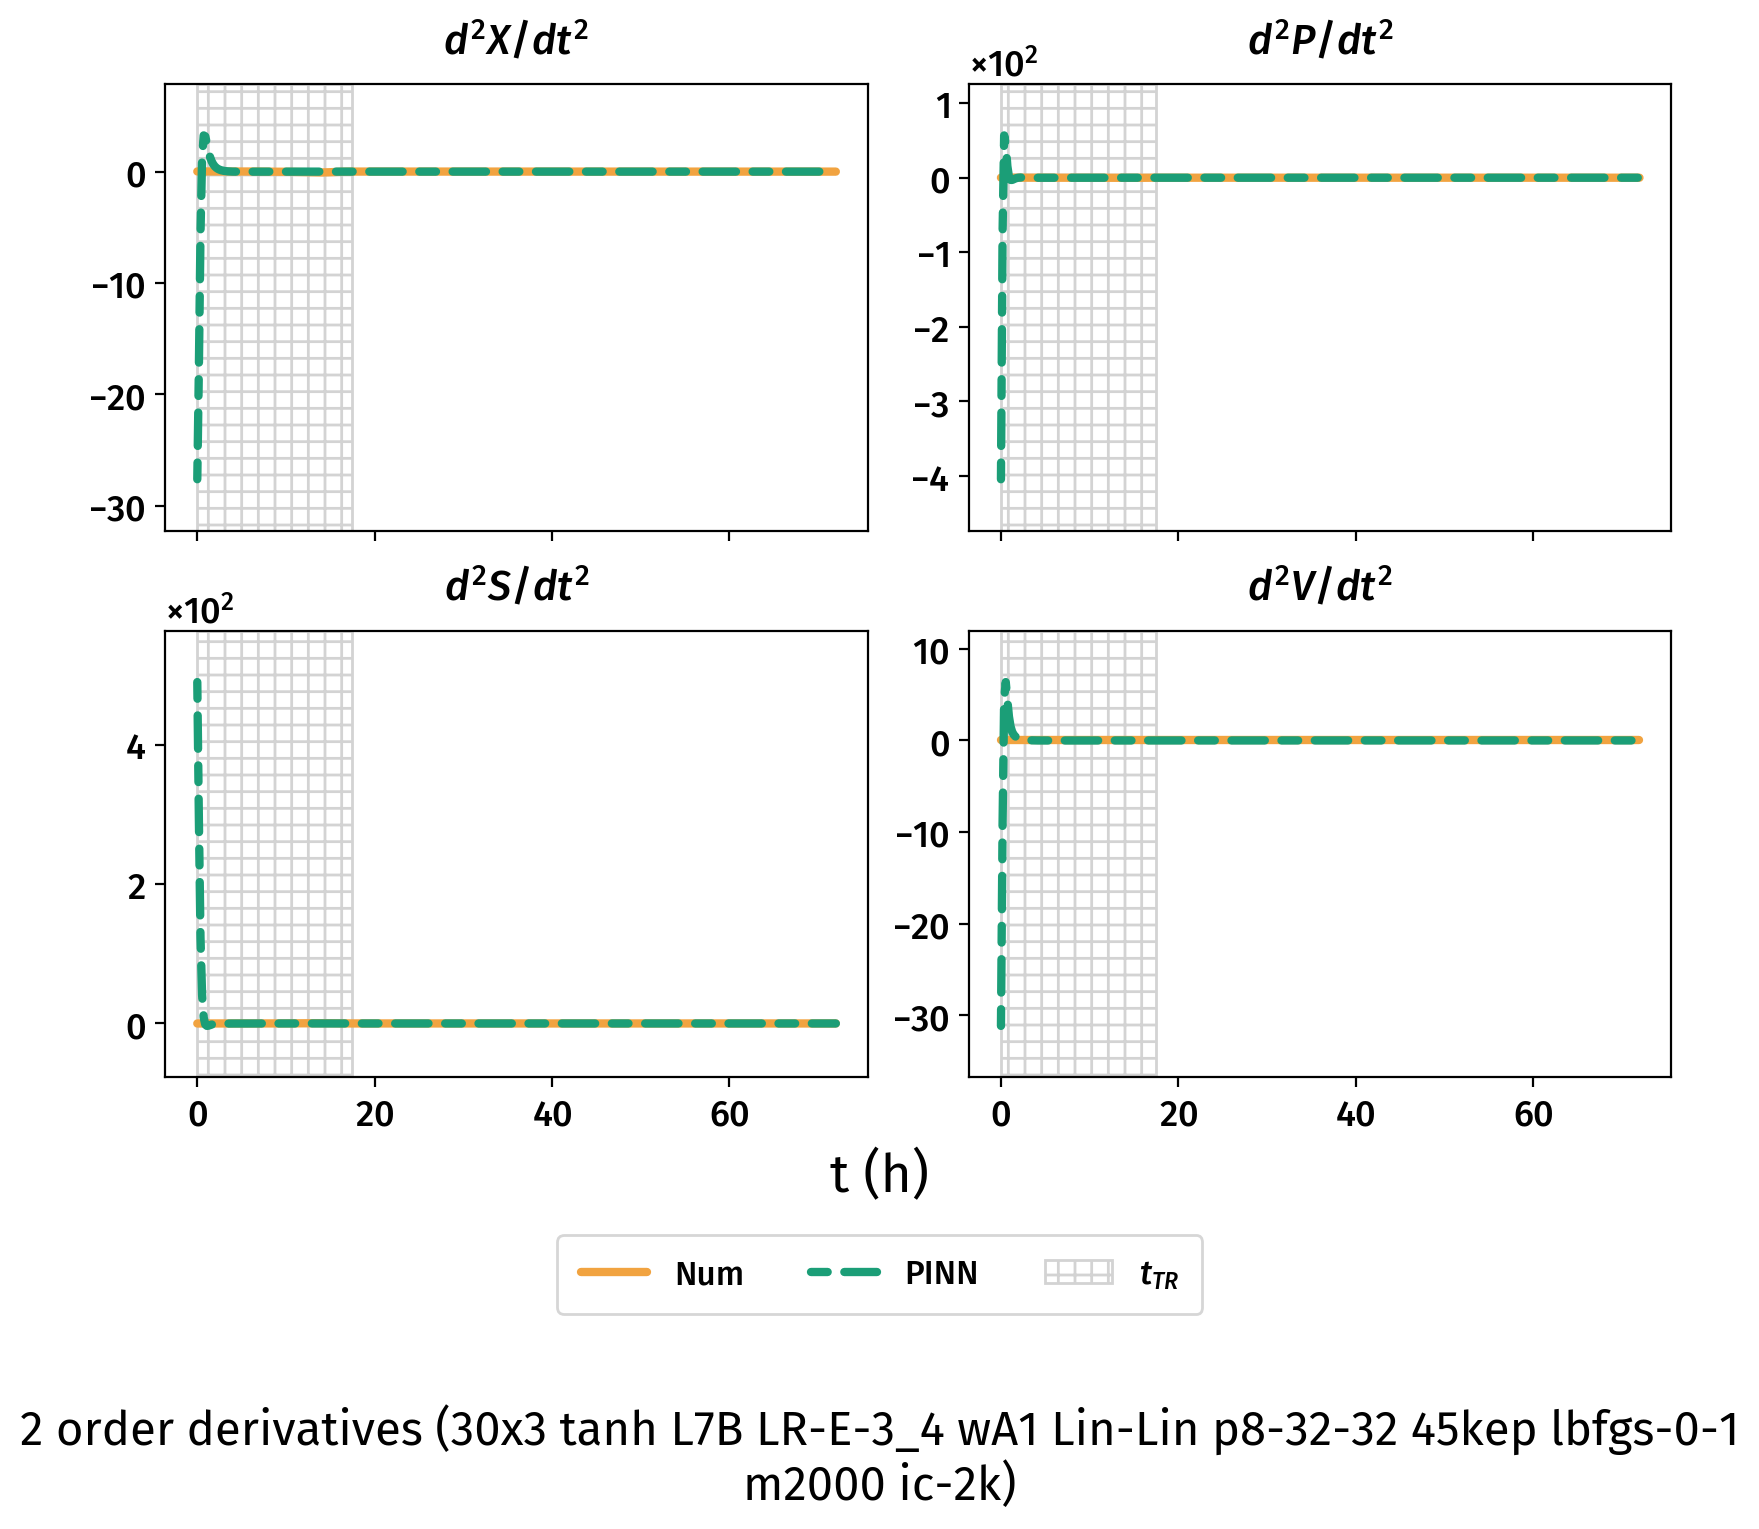 d²X/dt²
0
−10
−20
−30
d²P/dt²
×10²
1
0
−1
−2
−3
−4
d²S/dt²
×10²
4
2
0
0 20 40 60
d²V/dt²
10
0
−10
−20
−30
0 20 40 60
t (h)
Num PINN t_TR
2 order derivatives (30x3 tanh L7B LR-E-3_4 wA1 Lin-Lin p8-32-32 45kep lbfgs-0-1
m2000 ic-2k)